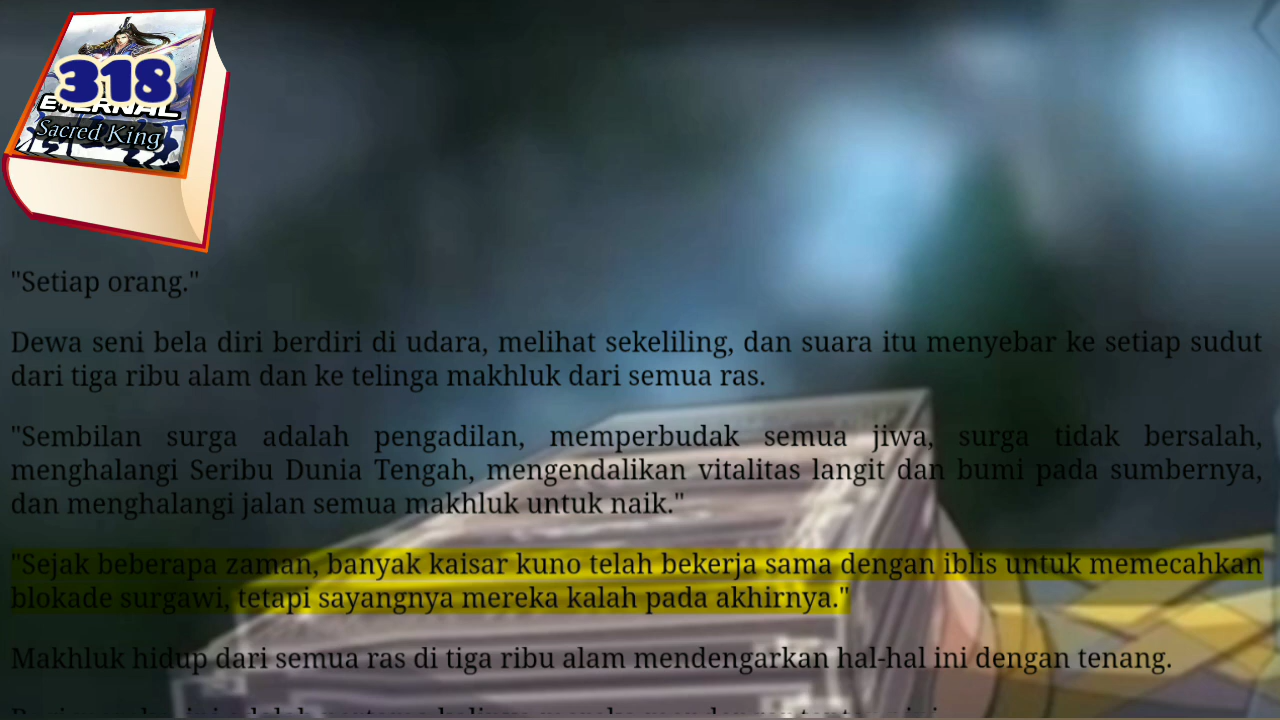 318
ETERNAL
Sacred King
"Setiap orang."
Dewa seni bela diri berdiri di udara, melihat sekeliling, dan suara itu menyebar ke setiap sudut
dari tiga ribu alam dan ke telinga makhluk dari semua ras.
"Sembilan surga adalah pengadilan, memperbudak semua jiwa, surga tidak bersalah,
menghalangi Seribu Dunia Tengah, mengendalikan vitalitas langit dan bumi pada sumbernya,
dan menghalangi jalan semua makhluk untuk naik."
"Sejak beberapa zaman, banyak kaisar kuno telah bekerja sama dengan iblis untuk memecahkan
blokade surgawi, tetapi sayangnya mereka kalah pada akhirnya."
Makhluk hidup dari semua ras di tiga ribu alam mendengarkan hal-hal ini dengan tenang.